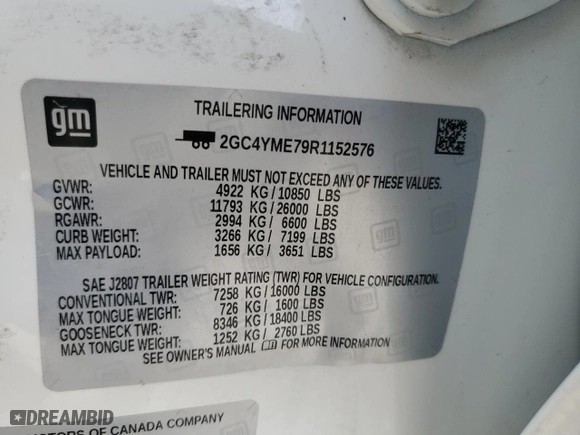 gm
TRAILERING INFORMATION
2GC4YME79R1152576
VEHICLE AND TRAILER MUST NOT EXCEED ANY OF THESE VALUES.
GVWR: 4922 KG/10850 LBS
GCWR: 11793 KG/26000 LBS
RGAWR: 2994 KG/ 6600 LBS
CURB WEIGHT: 3266 KG/ 7199 LBS
MAX PAYLOAD: 1656 KG/ 3651 LBS
SAE J2807 TRAILER WEIGHT RATING (TWR) FOR VEHICLE CONFIGURATION.
CONVENTIONAL TWR: 7258 KG/16000 LBS
MAX TONGUE WEIGHT: 726 KG/ 1600 LBS
GOOSENECK TWR: 8346 KG/18400 LBS
MAX TONGUE WEIGHT: 1252 KG/ 2760 LBS
SEE OWNER'S MANUAL FOR MORE INFORMATION
MOTORS OF CANADA COMPANY
DREAMBID